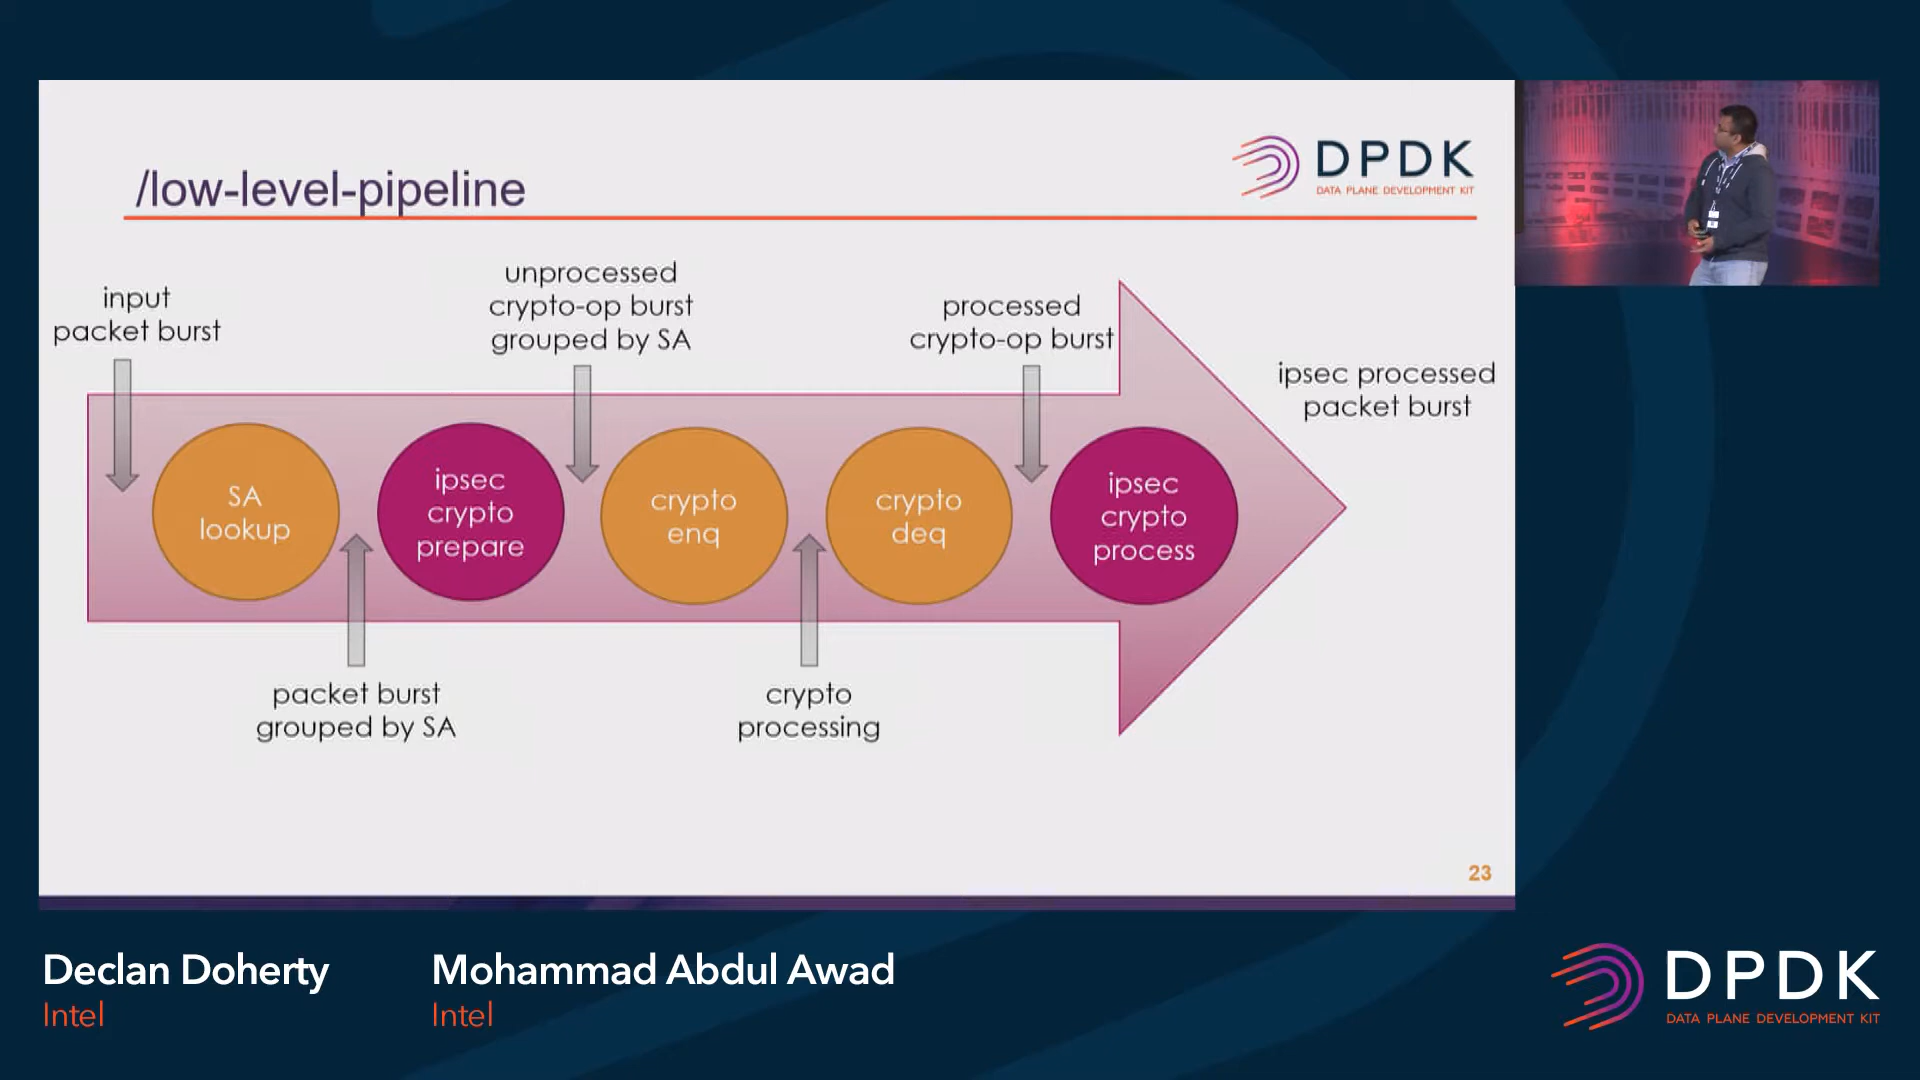 /low-level-pipeline
DPDK
DATA PLANE DEVELOPMENT KIT
input
packet burst
unprocessed
crypto-op burst
grouped by SA
processed
crypto-op burst
ipsec processed
packet burst
SA
lookup
ipsec
crypto
prepare
crypto
enq
crypto
deq
ipsec
crypto
process
packet burst
grouped by SA
crypto
processing
23
Declan Doherty
Intel
Mohammad Abdul Awad
Intel
DPDK
DATA PLANE DEVELOPMENT KIT